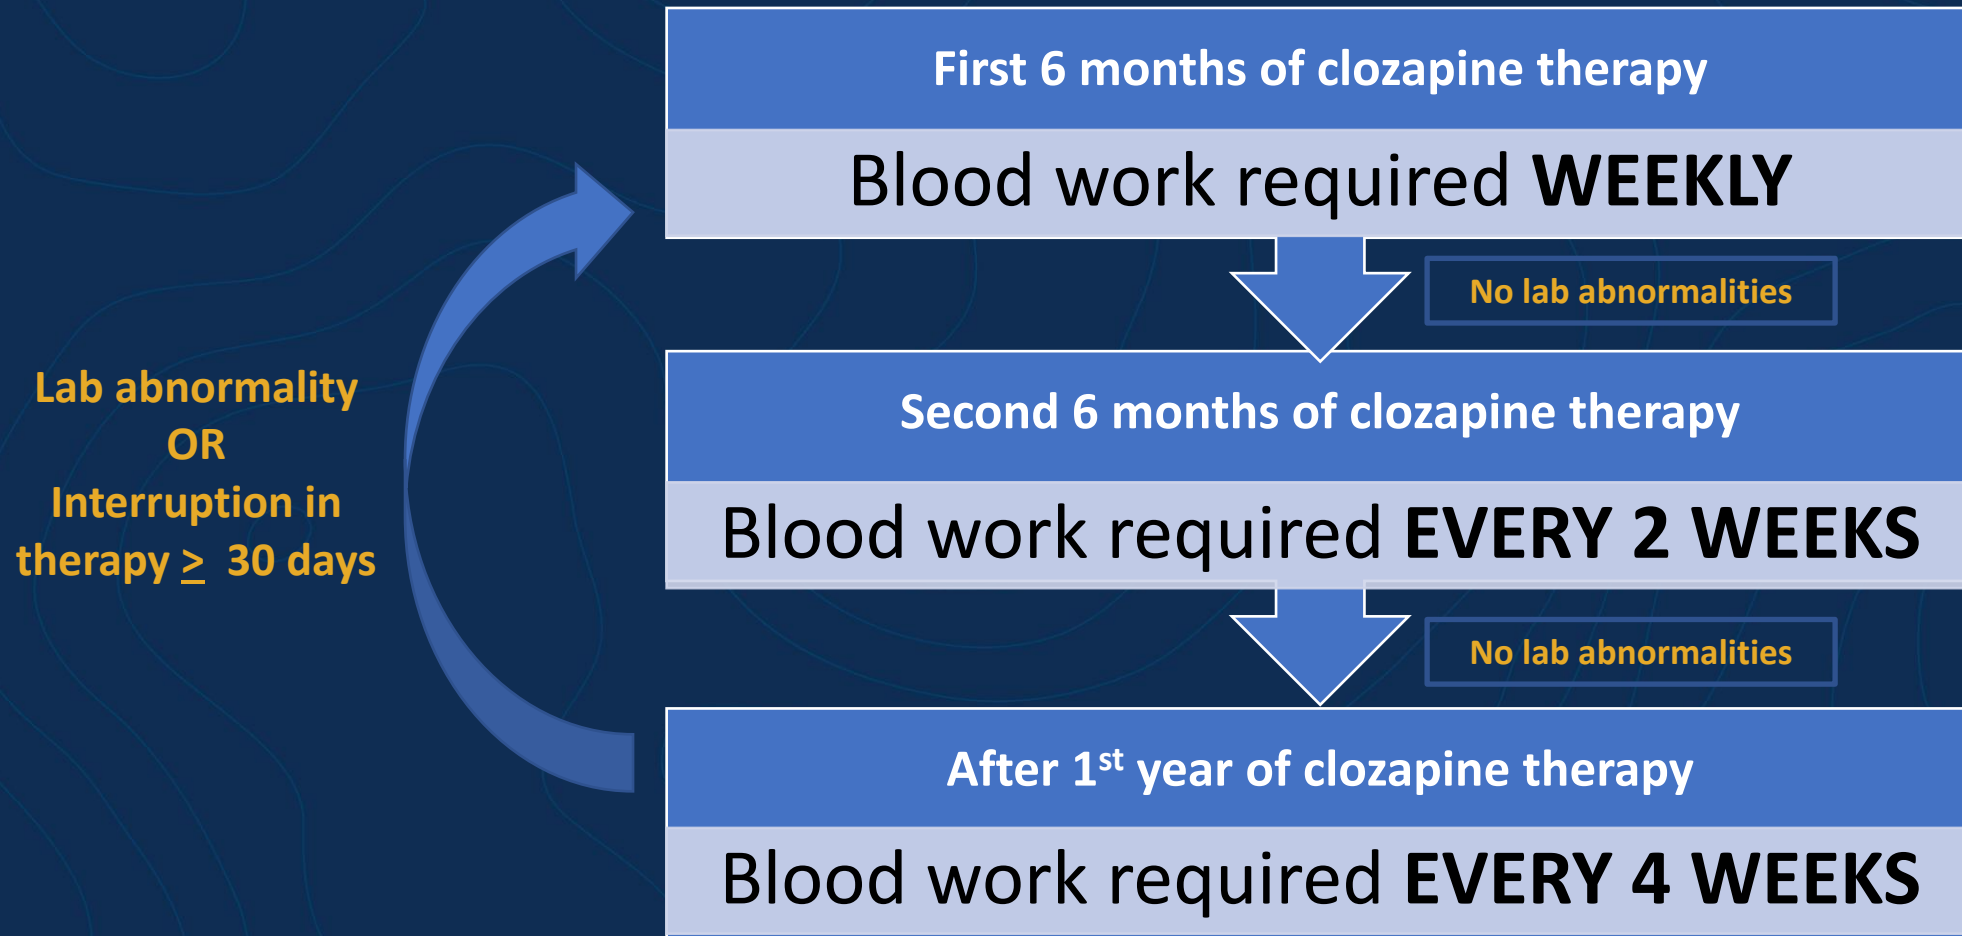 First 6 months of clozapine therapy
Blood work required WEEKLY
No lab abnormalities
Second 6 months of clozapine therapy
Blood work required EVERY 2 WEEKS
No lab abnormalities
After 1st year of clozapine therapy
Blood work required EVERY 4 WEEKS
Lab abnormality
OR
Interruption in
therapy ≥ 30 days